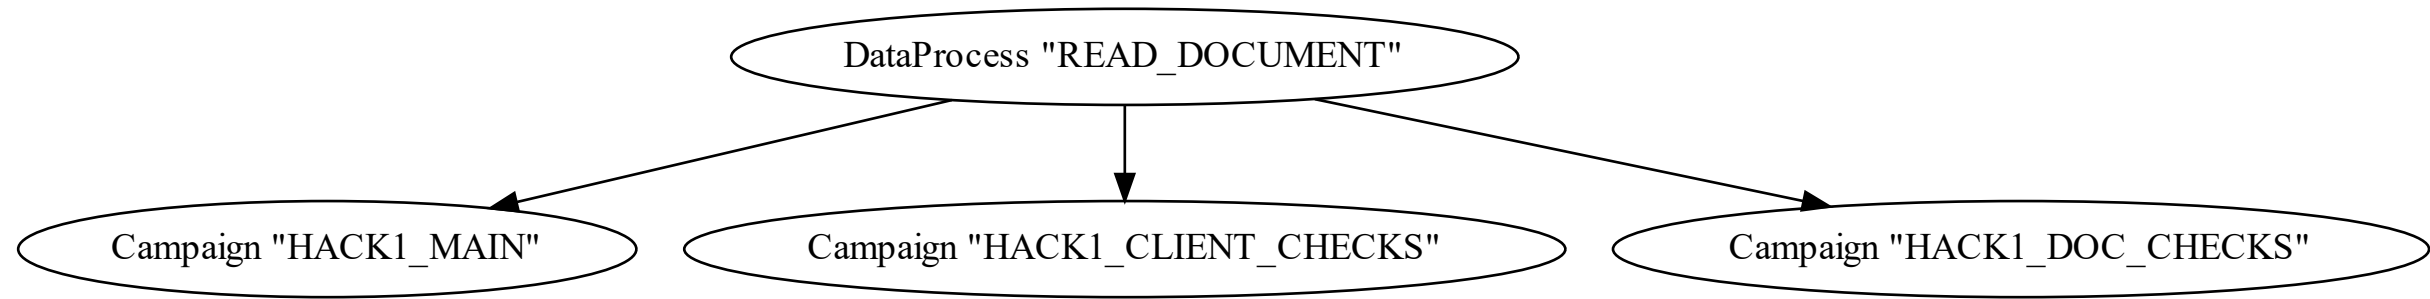 DataProcess "READ_DOCUMENT"
Campaign "HACK1_MAIN"
Campaign "HACK1_CLIENT_CHECKS"
Campaign "HACK1_DOC_CHECKS"